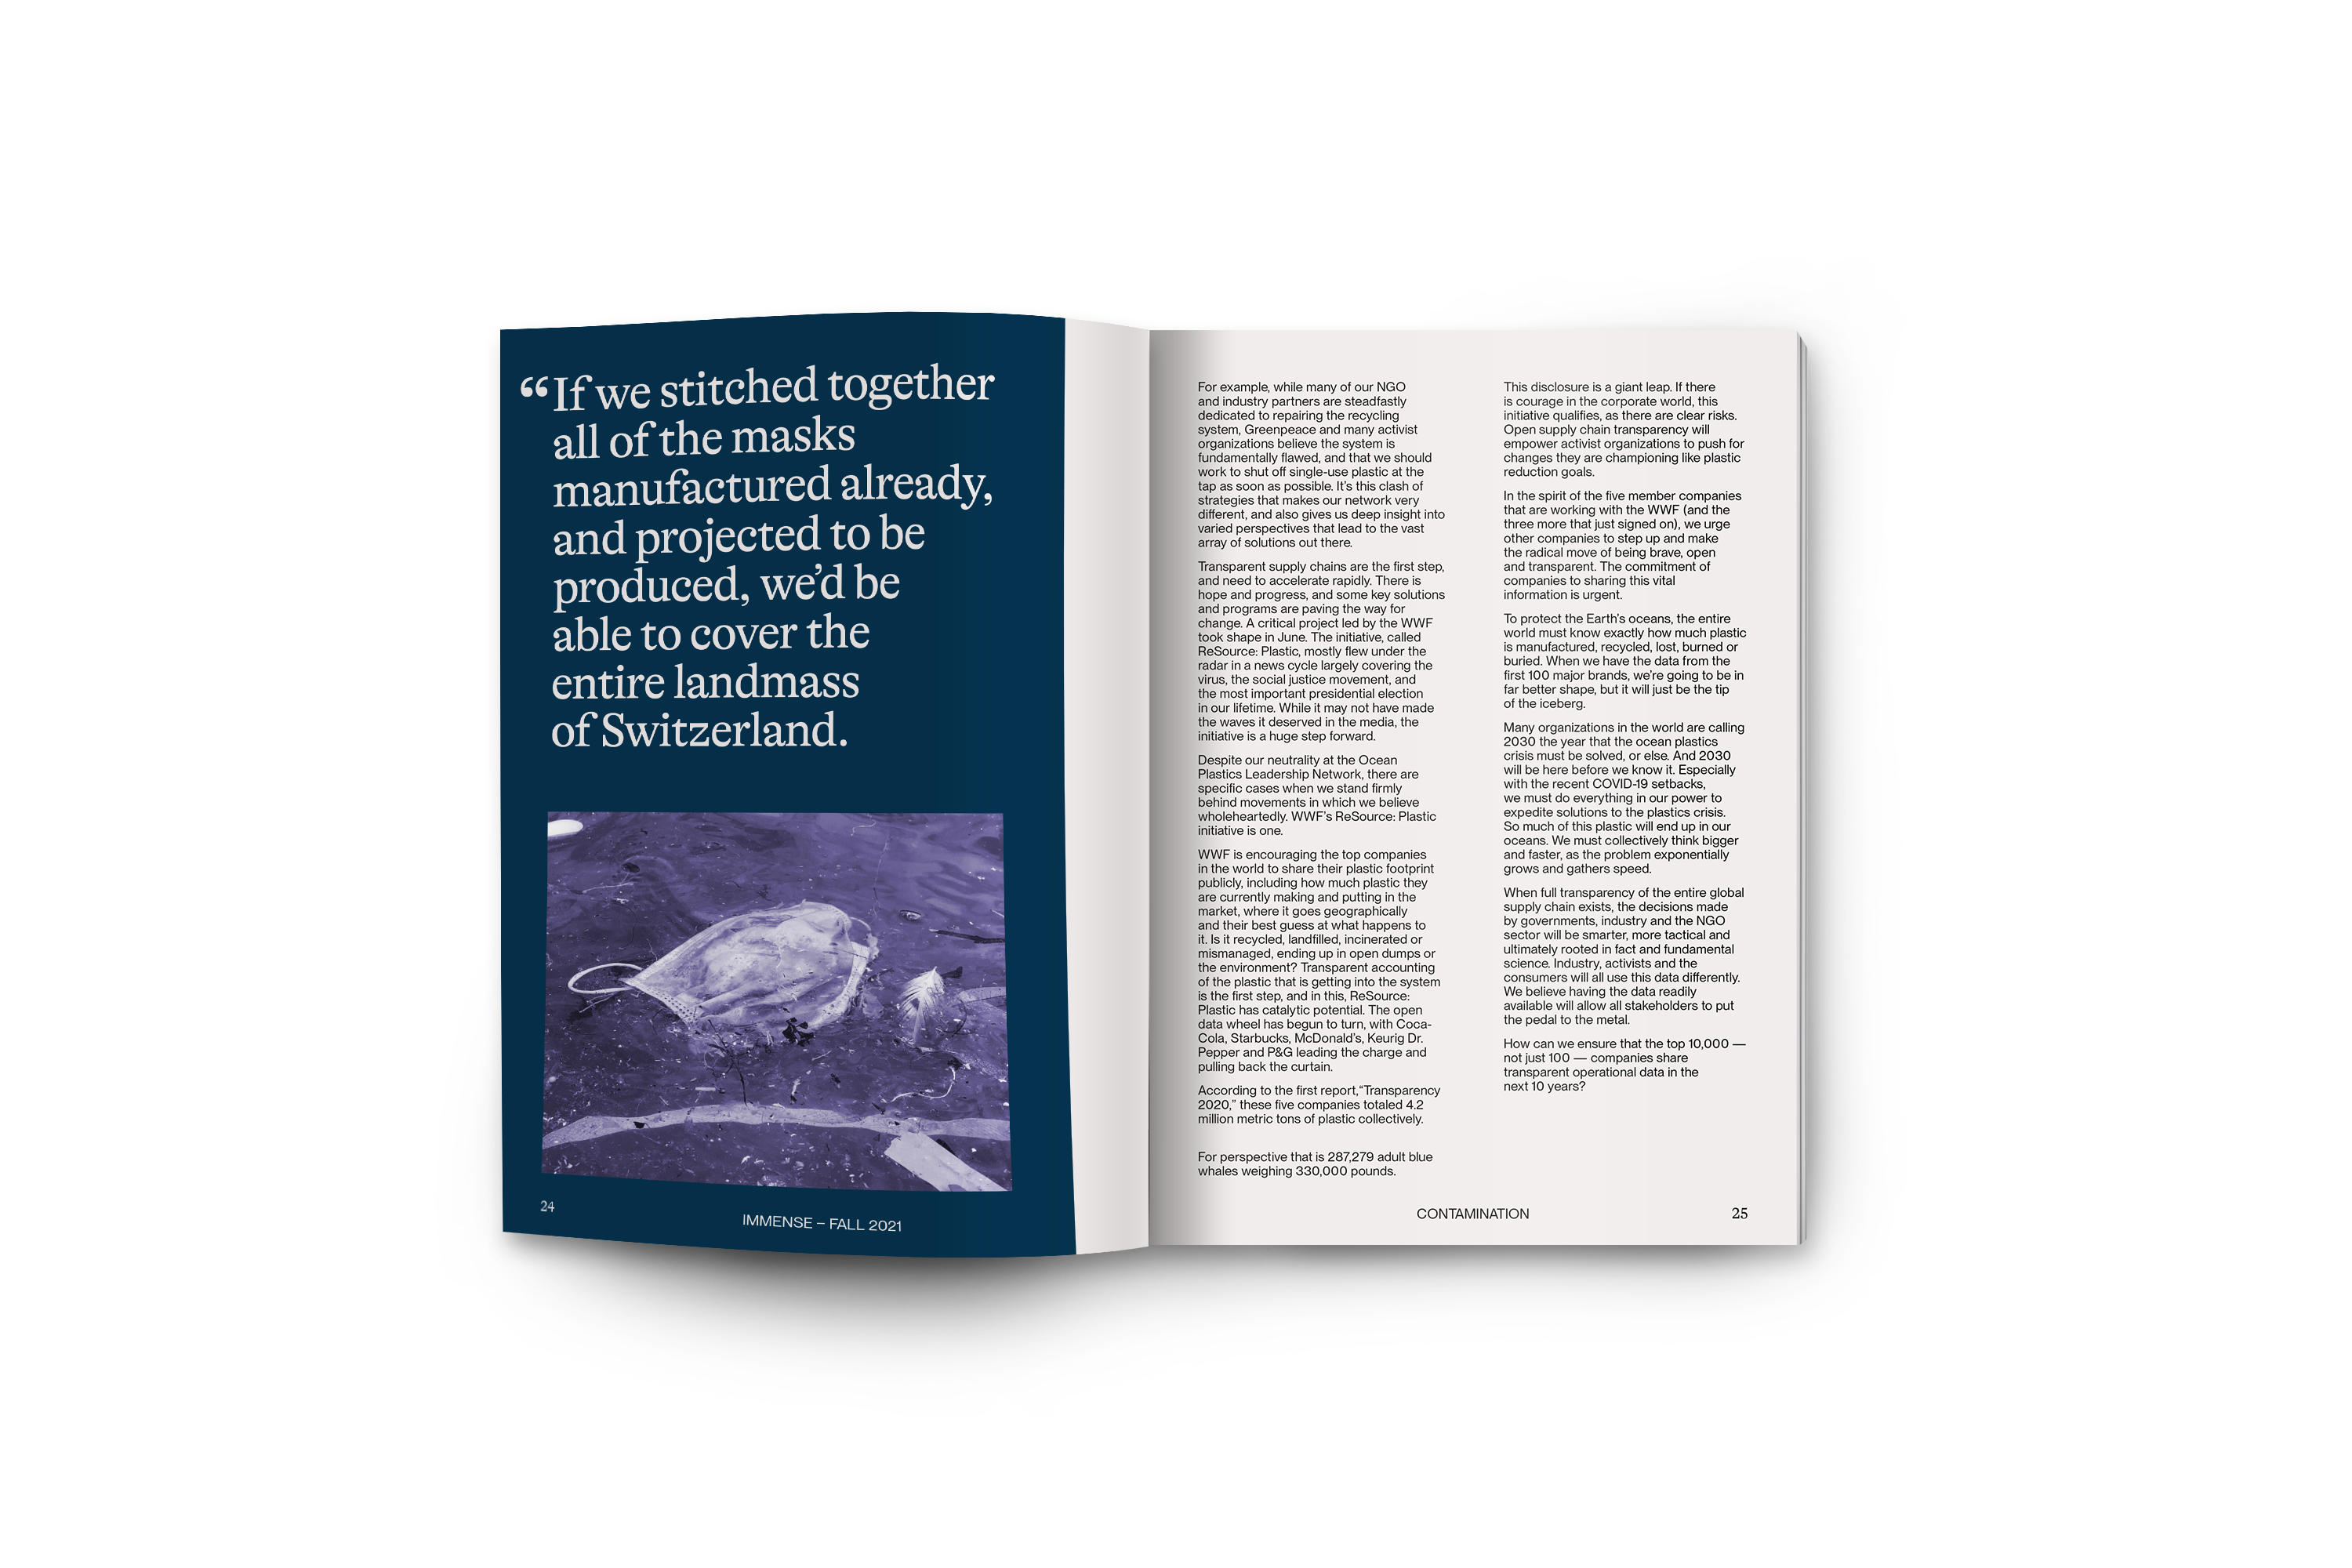 “If we stitched together
all of the masks
manufactured already,
and projected to be
produced, we’d be
able to cover the
entire landmass
of Switzerland.
24
IMMENSE – FALL 2021
For example, while many of our NGO
and industry partners are steadfastly
dedicated to repairing the recycling
system, Greenpeace and many activist
organizations believe the system is
fundamentally flawed, and that we should
work to shut off single-use plastic at the
tap as soon as possible. It’s this clash of
strategies that makes our network very
different, and also gives us deep insight into
varied perspectives that lead to the vast
array of solutions out there.
Transparent supply chains are the first step,
and need to accelerate rapidly. There is
hope and progress, and some key solutions
and programs are paving the way for
change. A critical project led by the WWF
took shape in June. The initiative, called
ReSource: Plastic, mostly flew under the
radar in a news cycle largely covering the
virus, the social justice movement, and
the most important presidential election
in our lifetime. While it may not have made
the waves it deserved in the media, the
initiative is a huge step forward.
Despite our neutrality at the Ocean
Plastics Leadership Network, there are
specific cases when we stand firmly
behind movements in which we believe
wholeheartedly. WWF’s ReSource: Plastic
initiative is one.
WWF is encouraging the top companies
in the world to share their plastic footprint
publicly, including how much plastic they
are currently making and putting in the
market, where it goes geographically
and their best guess at what happens to
it. Is it recycled, landfilled, incinerated or
mismanaged, ending up in open dumps or
the environment? Transparent accounting
of the plastic that is getting into the system
is the first step, and in this, ReSource:
Plastic has catalytic potential. The open
data wheel has begun to turn, with Coca-
Cola, Starbucks, McDonald’s, Keurig Dr.
Pepper and P&G leading the charge and
pulling back the curtain.
According to the first report,“Transparency
2020,” these five companies totaled 4.2
million metric tons of plastic collectively.
For perspective that is 287,279 adult blue
whales weighing 330,000 pounds.
This disclosure is a giant leap. If there
is courage in the corporate world, this
initiative qualifies, as there are clear risks.
Open supply chain transparency will
empower activist organizations to push for
changes they are championing like plastic
reduction goals.
In the spirit of the five member companies
that are working with the WWF (and the
three more that just signed on), we urge
other companies to step up and make
the radical move of being brave, open
and transparent. The commitment of
companies to sharing this vital
information is urgent.
To protect the Earth’s oceans, the entire
world must know exactly how much plastic
is manufactured, recycled, lost, burned or
buried. When we have the data from the
first 100 major brands, we’re going to be in
far better shape, but it will just be the tip
of the iceberg.
Many organizations in the world are calling
2030 the year that the ocean plastics
crisis must be solved, or else. And 2030
will be here before we know it. Especially
with the recent COVID-19 setbacks,
we must do everything in our power to
expedite solutions to the plastics crisis.
So much of this plastic will end up in our
oceans. We must collectively think bigger
and faster, as the problem exponentially
grows and gathers speed.
When full transparency of the entire global
supply chain exists, the decisions made
by governments, industry and the NGO
sector will be smarter, more tactical and
ultimately rooted in fact and fundamental
science. Industry, activists and the
consumers will all use this data differently.
We believe having the data readily
available will allow all stakeholders to put
the pedal to the metal.
How can we ensure that the top 10,000 —
not just 100 — companies share
transparent operational data in the
next 10 years?
CONTAMINATION
25